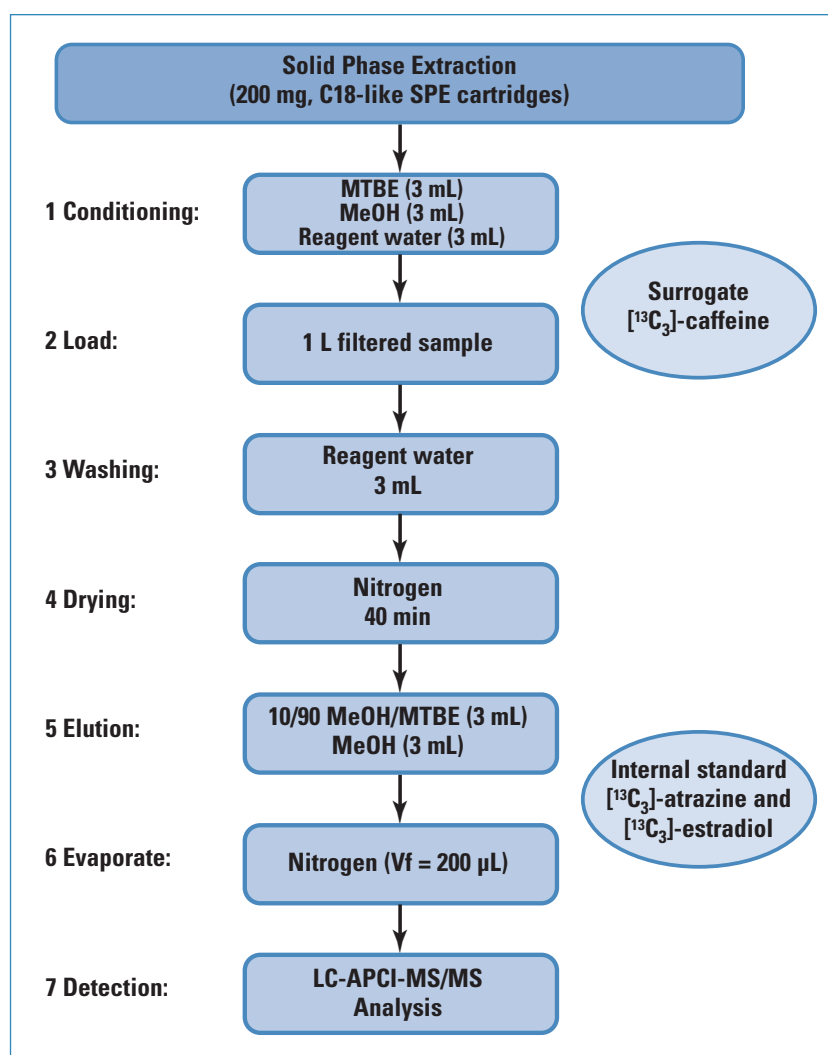 Solid Phase Extraction
(200 mg, C18-like SPE cartridges)
1 Conditioning:
MTBE (3 mL)
MeOH (3 mL)
Reagent water (3 mL)
Surrogate
[¹³C₃]-caffeine
2 Load:
1 L filtered sample
3 Washing:
Reagent water
3 mL
4 Drying:
Nitrogen
40 min
5 Elution:
10/90 MeOH/MTBE (3 mL)
MeOH (3 mL)
Internal standard
[¹³C₃]-atrazine and
[¹³C₃]-estradiol
6 Evaporate:
Nitrogen (Vf = 200 µL)
7 Detection:
LC-APCI-MS/MS
Analysis